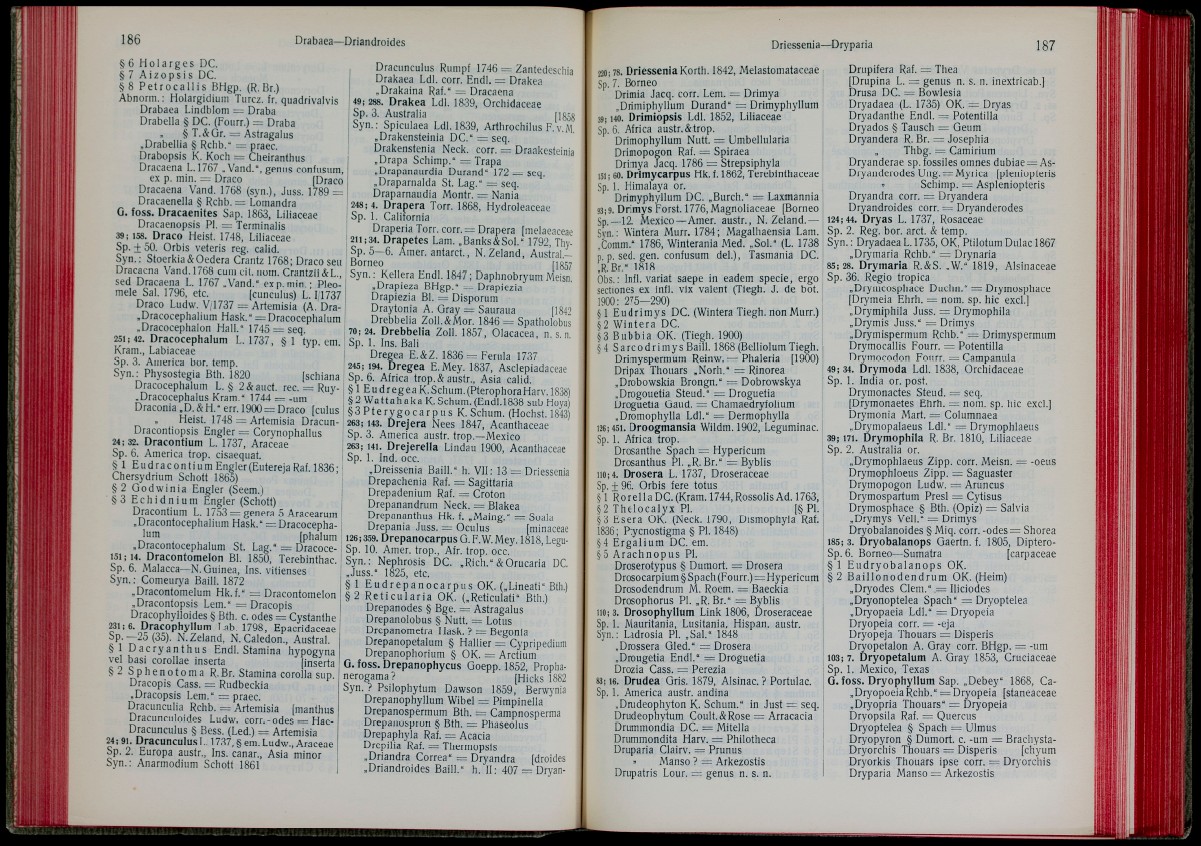 186
Drabaea—Driandroides
§ 6 Holarges DC.
§ 7 Aizopsis DC.
§ 8 Petrocallis BHgp. (R. Br.)
Abnorm.: Holargidium Turcz. fr. quadrivalvis
Drabaea Lindblom = Draba
Drabella § DC. (Fourr.) = Draba
„ § T.&Gr. = Astragalus
„Drabellia § Rchb.“ = praec.
Drabopsis K. Koch = Cheiranthus
Dracaena L. 1767 „Vand.“, genus confusum,
ex p. min. = Draco [Draco
Dracaena Vand. 1768 (syn.), Juss. 1789 =
Dracaenella § Rchb. = Lomandra
G. foss. Dracaenites Sap. 1863, Liliaceae
Dracaenopsis Pl. = Terminalis
39; 158. Draco Heist. 1748, Liliaceae
Sp. ± 50. Orbis veteris reg. calid.
Syn.: Stoerkia & Oedera Crantz 1768; Draco seu
Dracaena Vand. 1768 cum cit. nom. Crantzii & L.,
sed Dracaena L. 1767 „Vand.“ ex p. min.; Pleo-
mele Sal. 1796, etc. [cunculus) L. I/1737
Draco Ludw. V/1737 = Artemisia (A. Dra-
„Dracocephalium Hask.“ = Dracocephalum
„Dracocephalon Hall.“ 1745 = seq.
251; 42. Dracocephalum L. 1737, § 1 typ. em.
Kram., Labiaceae
Sp. 3. America bor. temp.
Syn.: Physostegia Bth. 1820 [schiana
Dracocephalum L. § 2 & auct. rec. = Ruy-
„Dracocephalus Kram.“ 1744 = -um
Draconia „D. & H.“ err. 1900 = Draco [culus
„ Heist. 1748 = Artemisia Dracun-
Dracontiopsis Engler = Corynophallus
24; 32. Dracontium L. 1737, Araceae
Sp. 6. America trop. cisaequat.
§ 1 Eudracontium Engler (Eutereja Raf. 1836;
Chersydrium Schott 1865)
§ 2 Godwinia Engler (Seem.)
§ 3 Echidnium Engler (Schott)
Dracontium L. 1753 = genera 5 Aracearum
„Dracontocephalium Hask.“ = Dracocepha-
lum [phalum
„Dracontocephalum St. Lag.“ = Dracoce-
151; 14. Dracontomelon Bl. 1850, Terebinthac.
Sp. 6. Malacca—N. Guinea, Ins. vitienses
Syn.: Comeurya Baill. 1872
„Dracontomelum Hk. f.“ = Dracontomelon
„Dracontopsis Lem.“ = Dracopis
Dracophylloides § Bth. c. odes = Cystanthe
231; 6. Dracophyllum Lab. 1798, Epacridaceae
Sp. —25 (35). N. Zeland, N. Caledon., Austral.
§ 1 Dacryanthus Endl. Stamina hypogyna
vel basi corollae inserta [inserta
§ 2 Sphenotoma R. Br. Stamina corolla sup.
Dracopis Cass. = Rudbeckia
„Dracopsis Lem.“ = praec.
Dracunculia Rchb. = Artemisia [manthus
Dracunculoides Ludw. corr. -odes = Hae-
Dracunculus § Bess. (Led.) = Artemisia
24; 91. Dracunculus L. 1737, § em. Ludw., Araceae
Sp. 2. Europa austr., Ins. canar., Asia minor
Syn.: Anarmodium Schott 1861
Dracunculus Rumpf 1746 = Zantedeschia
Drakaea Ldl. corr. Endl. = Drakea
„Drakaina Raf.“ = Dracaena
49; 288. Drakea Ldl. 1839, Orchidaceae
Sp. 3. Australia [1858
Syn.: Spiculaea Ldl. 1839, Arthrochilus F. v. M.
„Drakensteinia DC.“ = seq.
Drakenstenia Neck. corr. = Draakesteinia
„Drapa Schimp.“ = Trapa
„Drapanaurdia Durand“ 172 = seq.
„Draparnalda St. Lag.“ = seq.
Draparnaudia Montr. = Nania
248; 4. Drapera Torr. 1868, Hydroleaceae
Sp. 1. California
Draperia Torr. corr. = Drapera [melaeaceae
211; 34. Drapetes Lam. „Banks & Sol.“ 1792, Thy-
Sp. 5—6. Amer. antarct., N. Zeland, Austral.—
Borneo [1857
Syn.: Kellera Endl. 1847; Daphnobryum Meisn.
„Drapieza BHgp.“ = Drapiezia
Drapiezia Bl. = Disporum
Draytonia A. Gray = Saurauа [1842
Drebbelia Zoll. & Mor. 1846 = Spatholobus
70; 24. Drebbelia Zoll. 1857, Olacacea, n. s. n.
Sp. 1. Ins. Bali
Dregea E. & Z. 1836 = Ferula 1737
245; 194. Dregea E. Mey. 1837, Asclepiadaceae
Sp. 6. Africa trop. & austr., Asia calid.
§ 1 Eudregea K. Schum. (Pterophora Harv. 1838)
§ 2 Wattahaka K. Schum. (Endl. 1838 sub Hoya)
§ 3 Pterygocarpus K. Schum. (Hochst. 1843)
263; 143. Drejera Nees 1847, Acanthaceae
Sp. 3. America austr. trop.—Mexico
263; 141. Drejerella Lindau 1900, Acanthaceae
Sp. 1. Ind. occ.
„Dreissenia Baill.“ h. VII: 13 = Driessenia
Drepachenia Raf. = Sagittaria
Drepadenium Raf. = Croton
Drepanandrum Neck. = Blakea
Drepananthus Hk. f. „Maing.“ = Soala
Drepania Juss. = Oculus [minaceae
126; 359. Drepanocarpus G. F. W. Mey. 1818, Legu-
Sp. 10. Amer. trop., Afr. trop. occ.
Syn.: Nephrosis DC. „Rich.“ & Orucaria DC.
„Juss.“ 1825, etc.
§ 1 Eudrepanocarpus OK. („Lineati“ Bth.)
§ 2 Reticularia OK. („Reticulati“ Bth.)
Drepanodes § Bge. = Astragalus
Drepanolobus § Nutt. = Lotus
Drepanometra Hask. ? = Begonia
Drepanopetalum § Hallier = Cypripedium
Drepanophorium § OK. = Arctium
G. foss. Drepanophycus Goepp. 1852, Propha-
nerogama ? [Hicks 1882
Syn. ? Psilophytum Dawson 1859, Berwynia
Drepanophyllum Wibel = Pimpinella
Drepanospermum Bth. = Campnosperma
Drepanospron § Bth. = Phaseolus
Drepaphyla Raf. = Acacia
Drepilia Raf. = Thermopsis
„Driandra Correa“ = Dryandra [droides
„Driandroides Baill.“ h. II: 407 = Dryan-
Driessenia—Dryparia
187
220; 78. Driessenia Korth. 1842, Melastomataceae
Sp. 7. Borneo
Drimia Jacq. corr. Lem. = Drimya
„Drimiphyllum Durand“ = Drimyphyllum
39; 140. Drimiopsis Ldl. 1852, Liliaceae
Sp. 6. Africa austr. & trop.
Drimophyllum Nutt. = Umbellularia
Drimopogon Raf. = Spiraea
Drimya Jacq. 1786 = Strepsiphyla
151; 60. Drimycarpus Hk. f. 1862, Terebinthaceae
Sp. 1. Himalaya or.
Drimyphyllum DC. „Burch.“ = Laxmannia
93; 9. Drimys Forst. 1776, Magnoliaceae [Borneo
Sp. —12. Mexico—Amer. austr., N. Zeland.—
Syn.: Wintera Murr. 1784; Magalhaensia Lam.
„Comm.“ 1786, Winterania Med. „Sol.“ (L. 1738
p. p. sed. gen. confusum del.), Tasmania DC.
„R. Br.“ 1818
Obs.: Infl. variat saepe in eadem specie, ergo
sectiones ex infl. vix valent (Tiegh. J. de bot.
1900: 275—290)
§ 1 Eudrimys DC. (Wintera Tiegh. non Murr.)
§ 2 Wintera DC.
§ 3 Bubbia OK. (Tiegh. 1900)
§ 4 Sarcodrimys Baill. 1868 (Belliolum Tiegh.
Drimyspermum Reinw. = Phaleria [1900)
Dripax Thouars „Norh.“ = Rinorea
„Drobowskia Brongn.“ = Dobrowskya
„Drogouetia Steud.“ = Droguetia
Droguetia Gaud. = Chamaedryfolium
„Dromophylla Ldl.“ = Dermophylla
126; 451. Droogmansia Wildm. 1902, Leguminac.
Sp. 1. Africa trop.
Drosanthe Spach = Hypericum
Drosanthus Pl. „R. Br.“ = Byblis
110; 4. Drosera L. 1737, Droseraceae
Sp. ± 96. Orbis fere totus
§ 1 Rorella DC. (Kram. 1744, Rossolis Ad. 1763,
§ 2 Thelocalyx Pl. [§ Pl.
§ 3 Esera OK. (Neck. 1790, Dismophyla Raf.
1836; Pycnostigma § Pl. 1848)
§ 4 Ergalium DC. em.
§ 5 Arachnopus Pl.
Droserotypus § Dumort. = Drosera
Drosocarpium § Spach (Fourr.) = Hypericum
Drosodendrum M. Roem. = Baeckia
Drosophorus Pl. „R. Br.“ = Byblis
110; 3. Drosophyllum Link 1806, Droseraceae
Sp. 1. Mauritania, Lusitania, Hispan. austr.
Syn.: Ladrosia Pl. „Sal.“ 1848
„Drossera Gled.“ = Drosera
„Drougetia Endl.“ = Droguetia
Drozia Cass. = Perezia
83; 16. Drudea Gris. 1879, Alsinac. ? Portulac.
Sp. 1. America austr. andina
„Drudeophyton K. Schum.“ in Just = seq.
Drudeophytum Coult. & Rose = Arracacia
Drummondia DC. = Mitella
Drummondita Harv. = Philotheca
Druparia Clairv. = Prunus
„ Manso ? = Arkezostis
Drupatris Lour. = genus n. s. n.
Drupifera Raf. = Thea
[Drupina L. = genus n. s. n. inextricab.]
Drusa DC. = Bowlesia
Dryadaea (L. 1735) OK. = Dryas
Dryadanthe Endl. = Potentilla
Dryados § Tausch = Geum
Dryandera R. Br. = Josephia
„ Thbg. = Camirium
Dryanderae sp. fossiles omnes dubiae = As-
Dryanderodes Ung. = Myrica [pleniopteris
„ Schimp. = Aspleniopteris
Dryandra corr. = Dryandera
Dryandroides corr. = Dryanderodes
124; 44. Dryas L. 1737, Rosaceae
Sp. 2. Reg. bor. arct. & temp.
Syn.: Dryadaea L. 1735, OK, Ptilotum Dulac 1867
„Drymaria Rchb.“ = Drynaria
85; 28. Drymaria R.&S. „W.“ 1819, Alsinaceae
Sp. 36. Regio tropica
„Drymcosphace Duchn.“ = Drymosphace
[Drymeia Ehrh. = nom. sp. hic excl.]
„Drymiphila Juss. = Drymophila
„Drymis Juss.“ = Drimys
„Drymispermum Rchb.“ = Drimyspermum
Drymocallis Fourr. = Potentilla
Drymocodon Fourr. = Campanula
49; 34. Drymoda Ldl. 1838, Orchidaceae
Sp. 1. India or. post.
Drymonactes Steud. = seq.
[Drymonaetes Ehrh. = nom. sp. hic excl.]
Drymonia Mart. = Columnaea
„Drymopalaeus Ldl.“ = Drymophlaeus
39; 171. Drymophila R. Br. 1810, Liliaceae
Sp. 2. Australia or.
„Drymophlaeus Zipp. corr. Meisn. = -oeus
Drymophloeus Zipp. = Saguaster
Drymopogon Ludw. = Aruncus
Drymospartum Presl = Cytisus
Drymosphace § Bth. (Opiz) = Salvia
„Drymys Vell.“ = Drimys
Dryobalanoides § Miq. corr. -odes = Shorea
185; 3. Dryobalanops Gaertn. f. 1805, Diptero-
Sp. 6. Borneo—Sumatra [carpaceae
§ 1 Eudryobalanops OK.
§ 2 Baillonodendrum OK. (Heim)
„Dryodes Clem.“ = Iliciodes
„Dryonoptelea Spach“ = Dryoptelea
Dryopaeia Ldl.“ = Dryopeia
Dryopeia corr. = -eja
Dryopeja Thouars = Disperis
Dryopetalon A. Gray corr. BHgp. = -um
103; 7. Dryopetalum A. Gray 1853, Cruciaceae
Sp. 1. Mexico, Texas
G. foss. Dryophyllum Sap. „Debey“ 1868, Ca-
„Dryopoeia Rchb.“ = Dryopeia [staneaceae
„Dryopria Thouars“ = Dryopeia
Dryopsila Raf. = Quercus
Dryoptelea § Spach = Ulmus
Dryopyron § Dumort. c. -um = Brachysta-
Dryorchis Thouars = Disperis [chyum
Dryorkis Thouars ipse corr. = Dryorchis
Dryparia Manso = Arkezostis